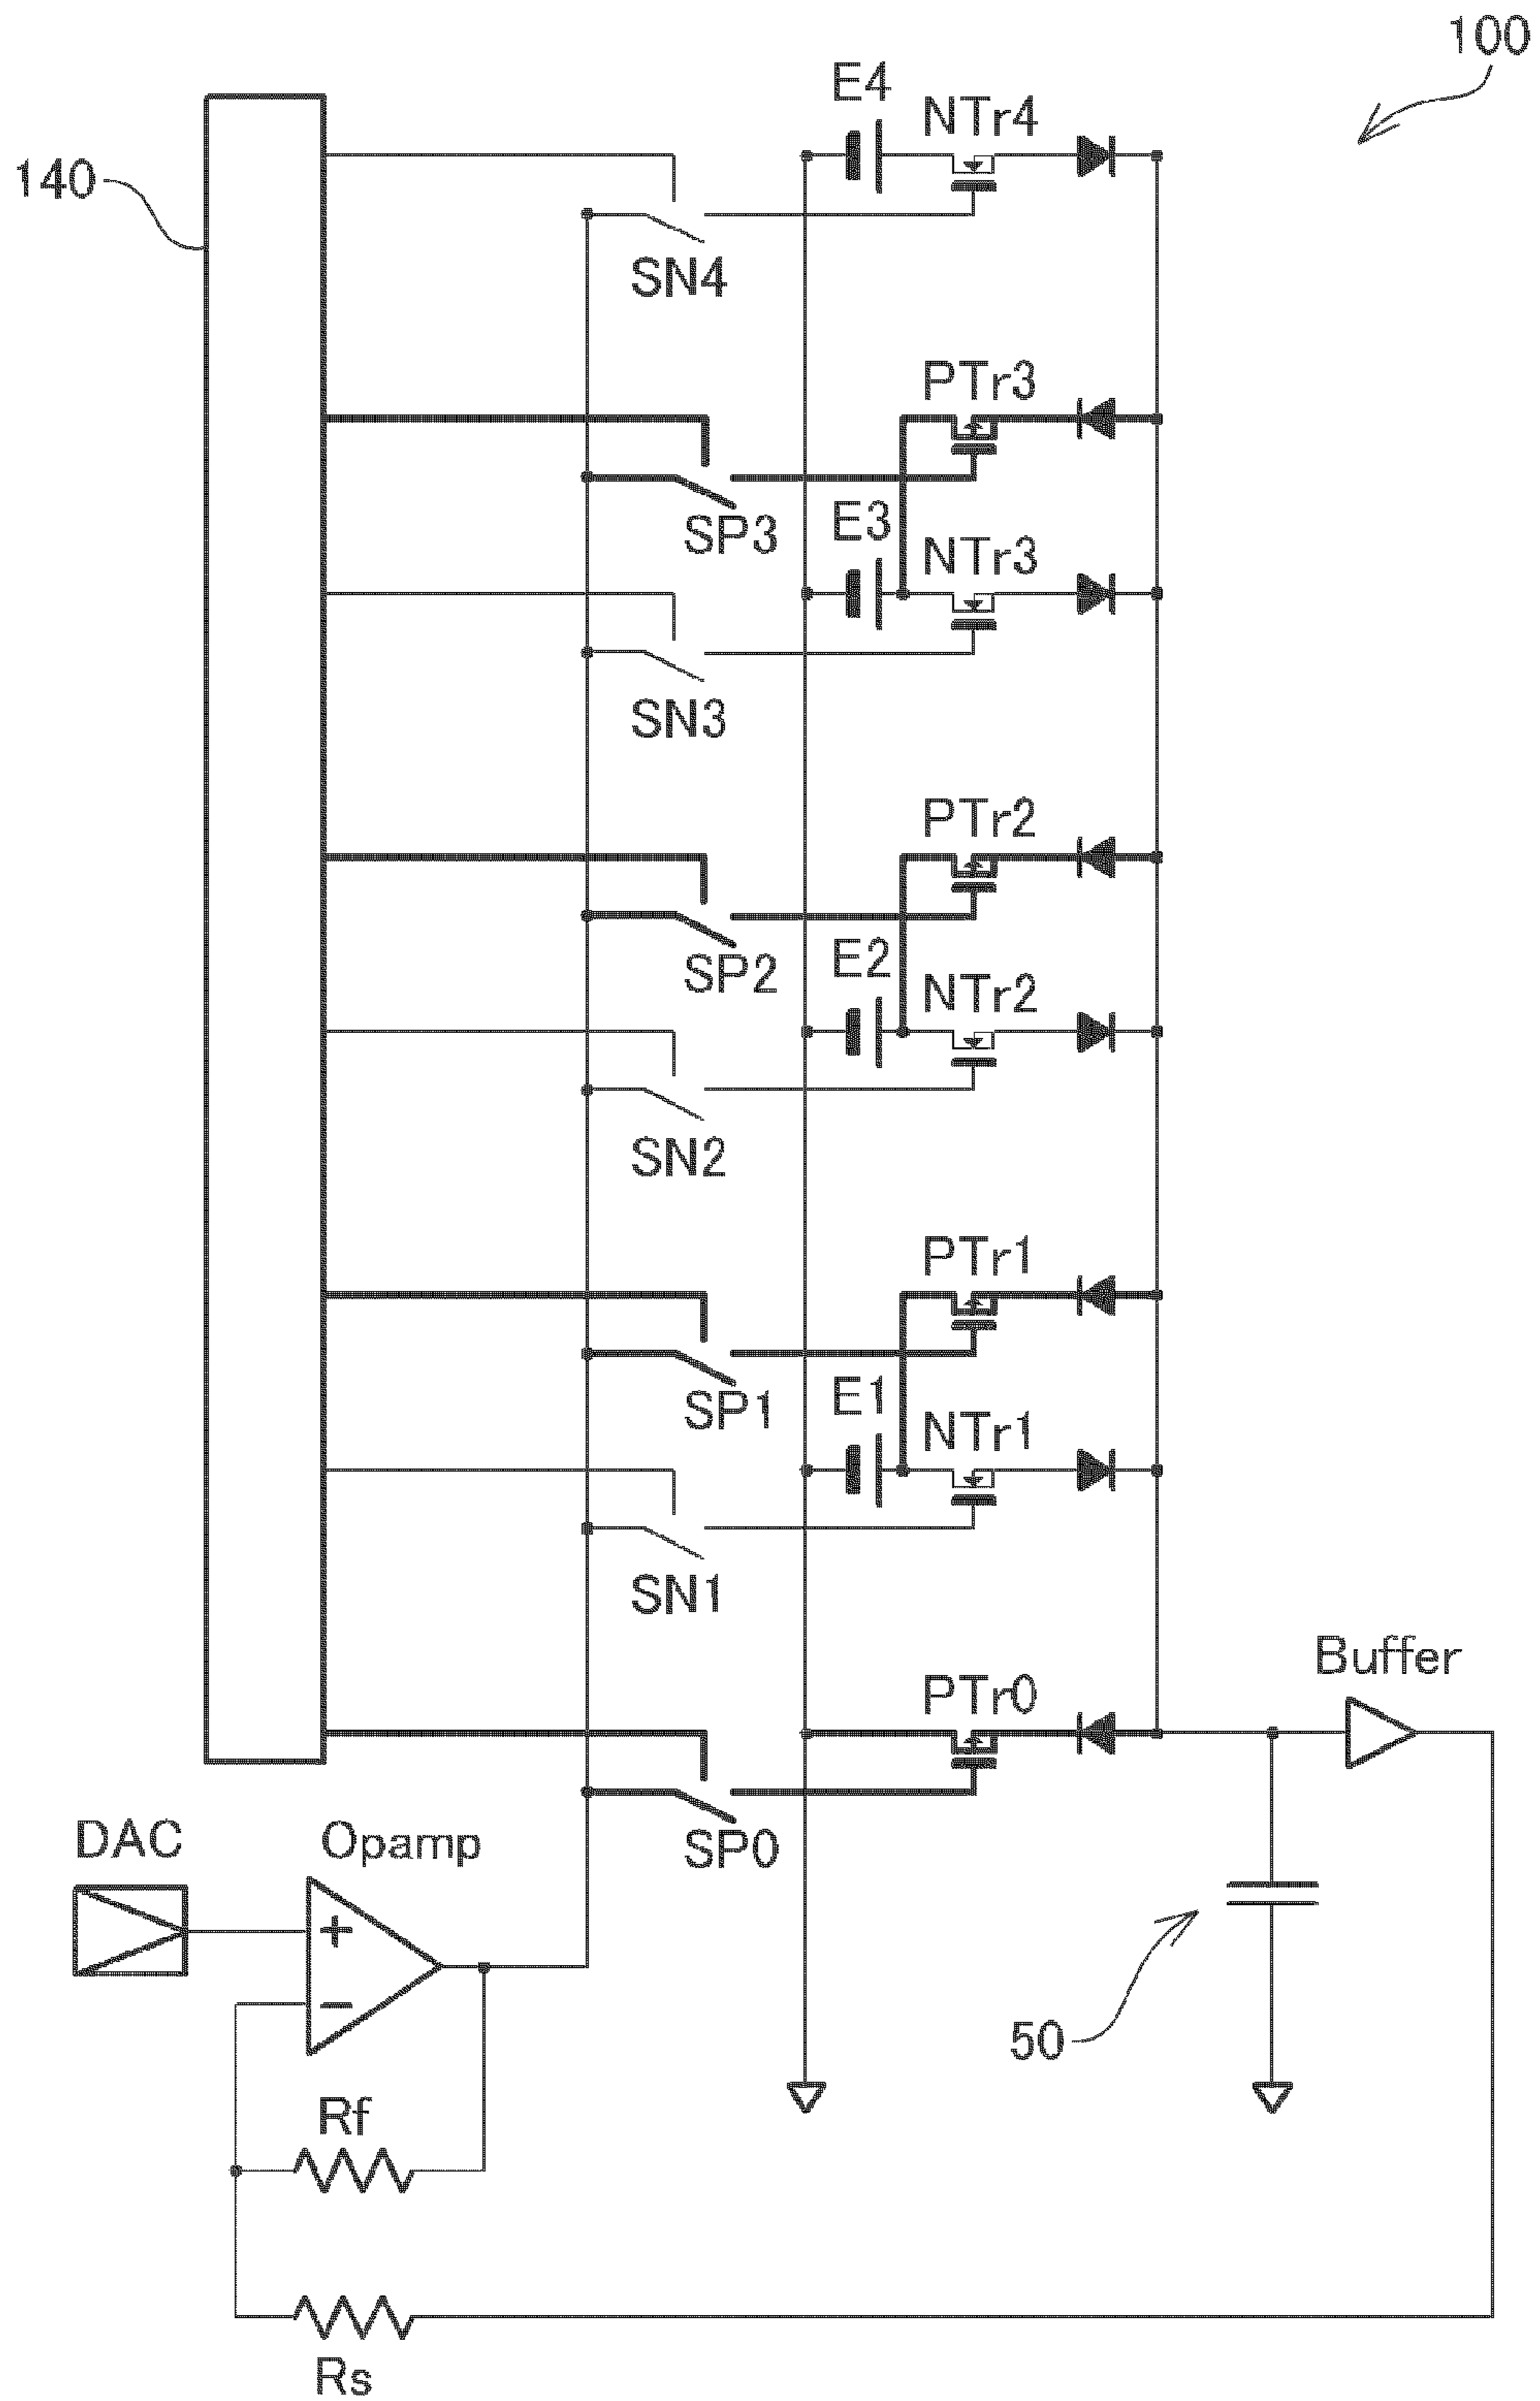 100
E4
NTr4
140
SN4
PTr3
SP3
E3
NTr3
SN3
PTr2
SP2
E2
NTr2
SN2
PTr1
SP1
E1
NTr1
SN1
Buffer
PTr0
SP0
DAC
Opamp
+
−
50
Rf
Rs